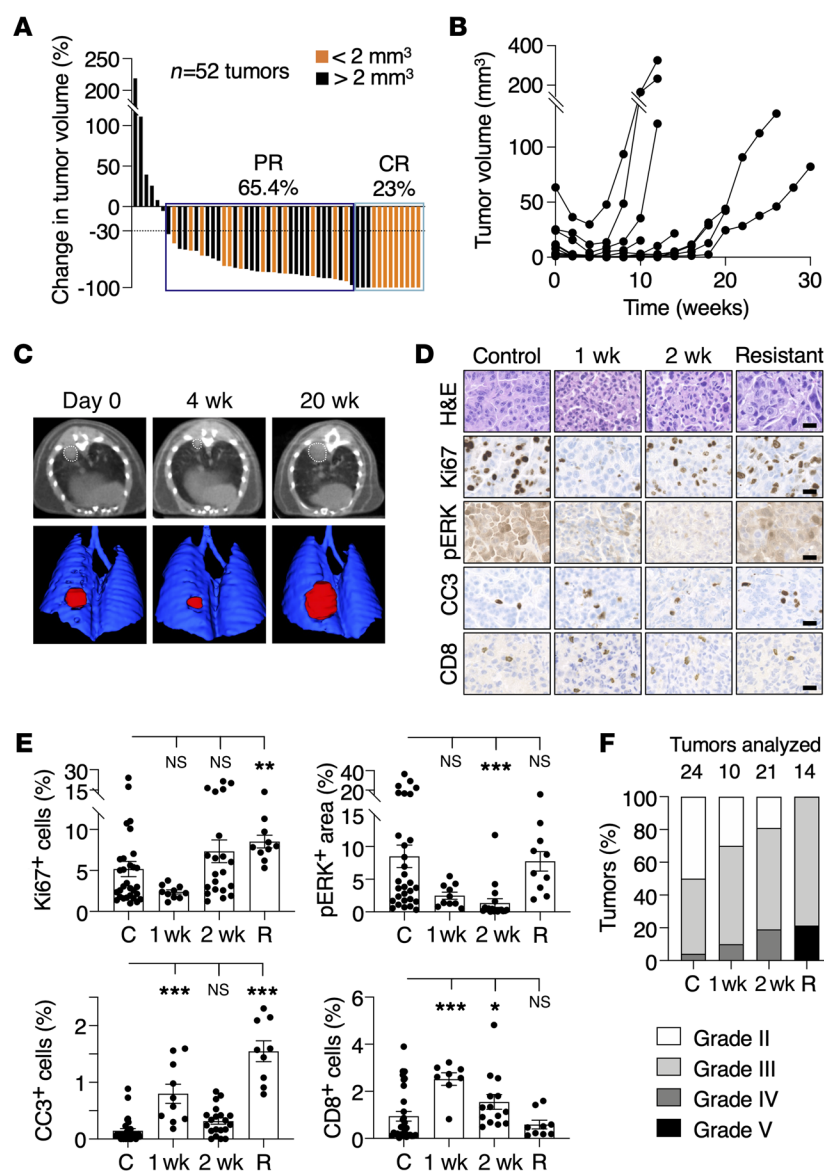 A
Change in tumor volume (%)
250
200
100
50
0
-30
-100
n=52 tumors
< 2 mm³
> 2 mm³
PR
65.4%
CR
23%
B
Tumor volume (mm³)
400
200
100
50
0
0
10
20
30
Time (weeks)
C
Day 0
4 wk
20 wk
D
Control
1 wk
2 wk
Resistant
H&E
Ki67
pERK
CC3
CD8
E
Ki67⁺ cells (%)
30
15
10
5
0
NS
NS
**
C
1 wk
2 wk
R
pERK⁺ area (%)
40
20
15
10
5
0
NS
***
NS
C
1 wk
2 wk
R
CC3⁺ cells (%)
2
1
0
***
NS
***
C
1 wk
2 wk
R
CD8⁺ cells (%)
6
4
2
0
***
*
NS
C
1 wk
2 wk
R
F
Tumors analyzed
24
10
21
14
Tumors (%)
100
80
60
40
20
0
C
1 wk
2 wk
R
Grade II
Grade III
Grade IV
Grade V